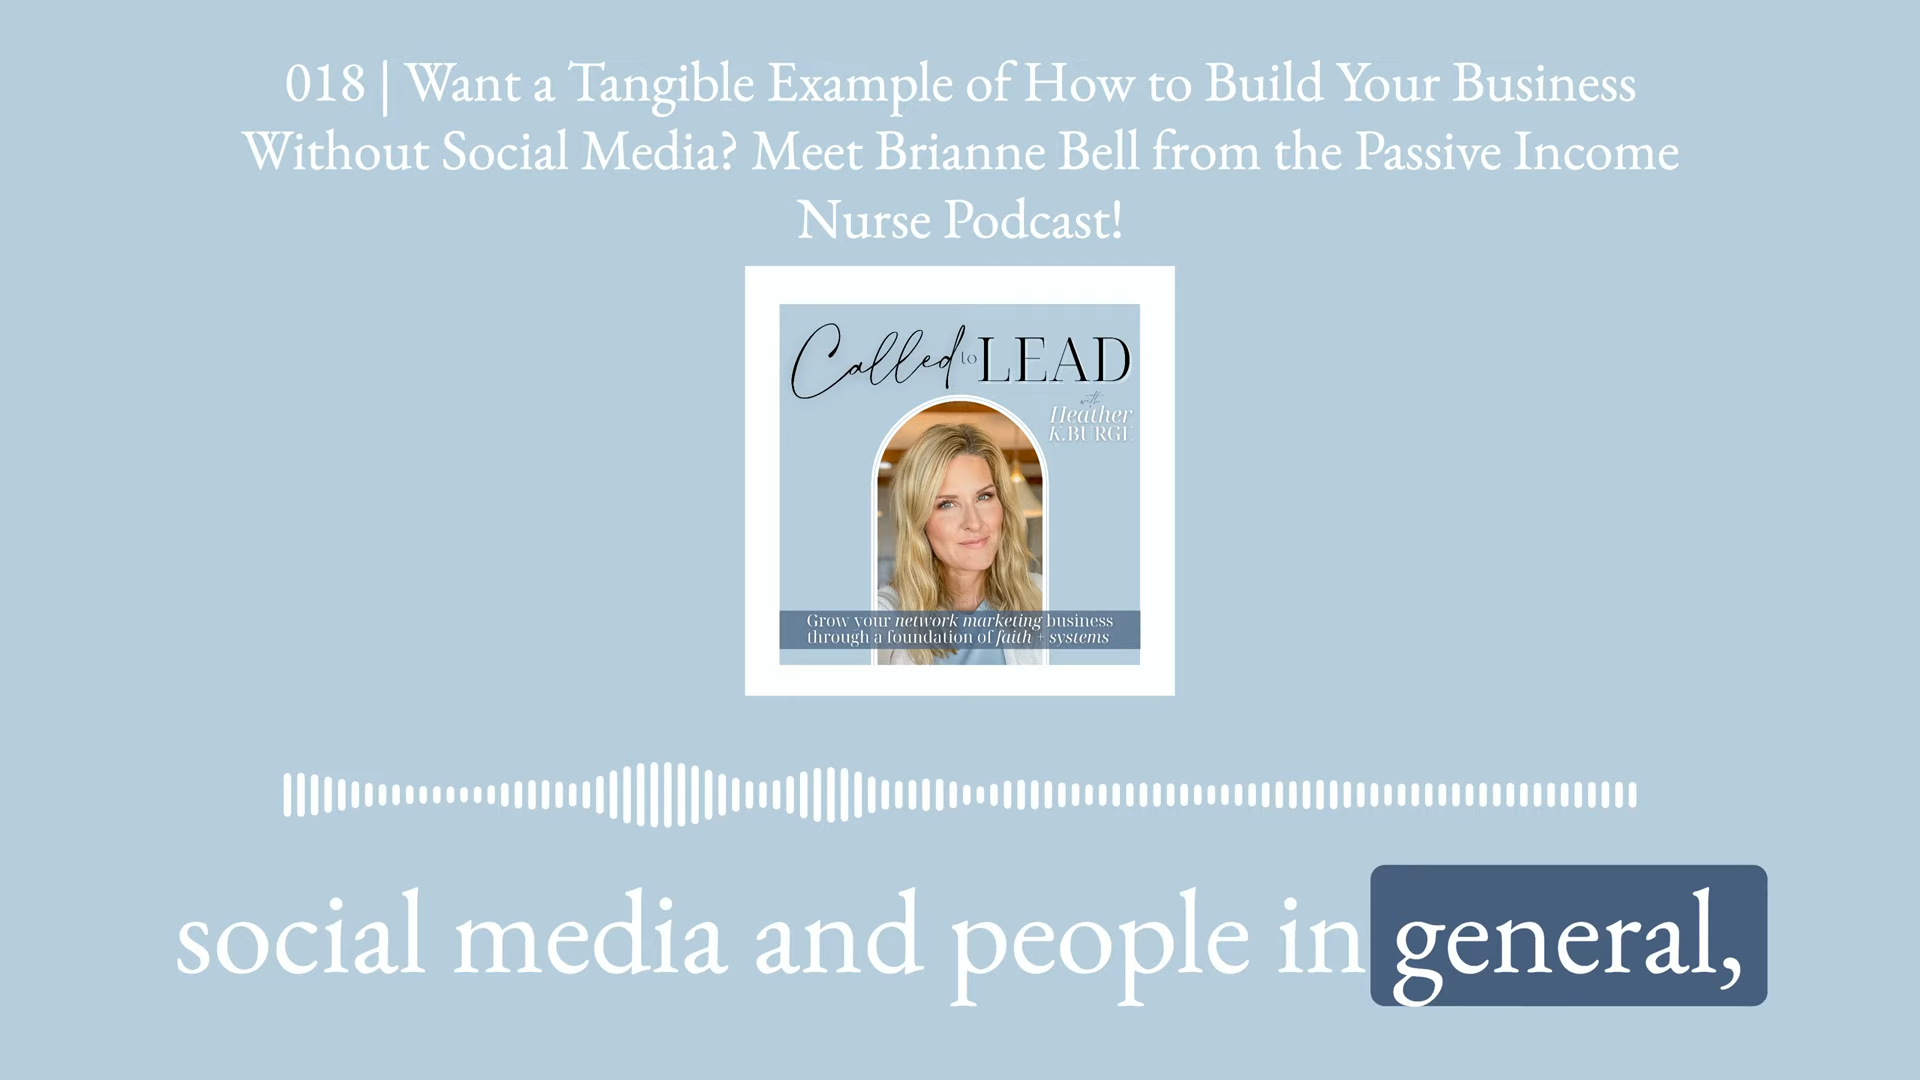 018 | Want a Tangible Example of How to Build Your Business
Without Social Media? Meet Brianne Bell from the Passive Income
Nurse Podcast!
Called to LEAD
with
Heather
K.BURGE
Grow your network marketing business
through a foundation of faith + systems
social media and people in general,